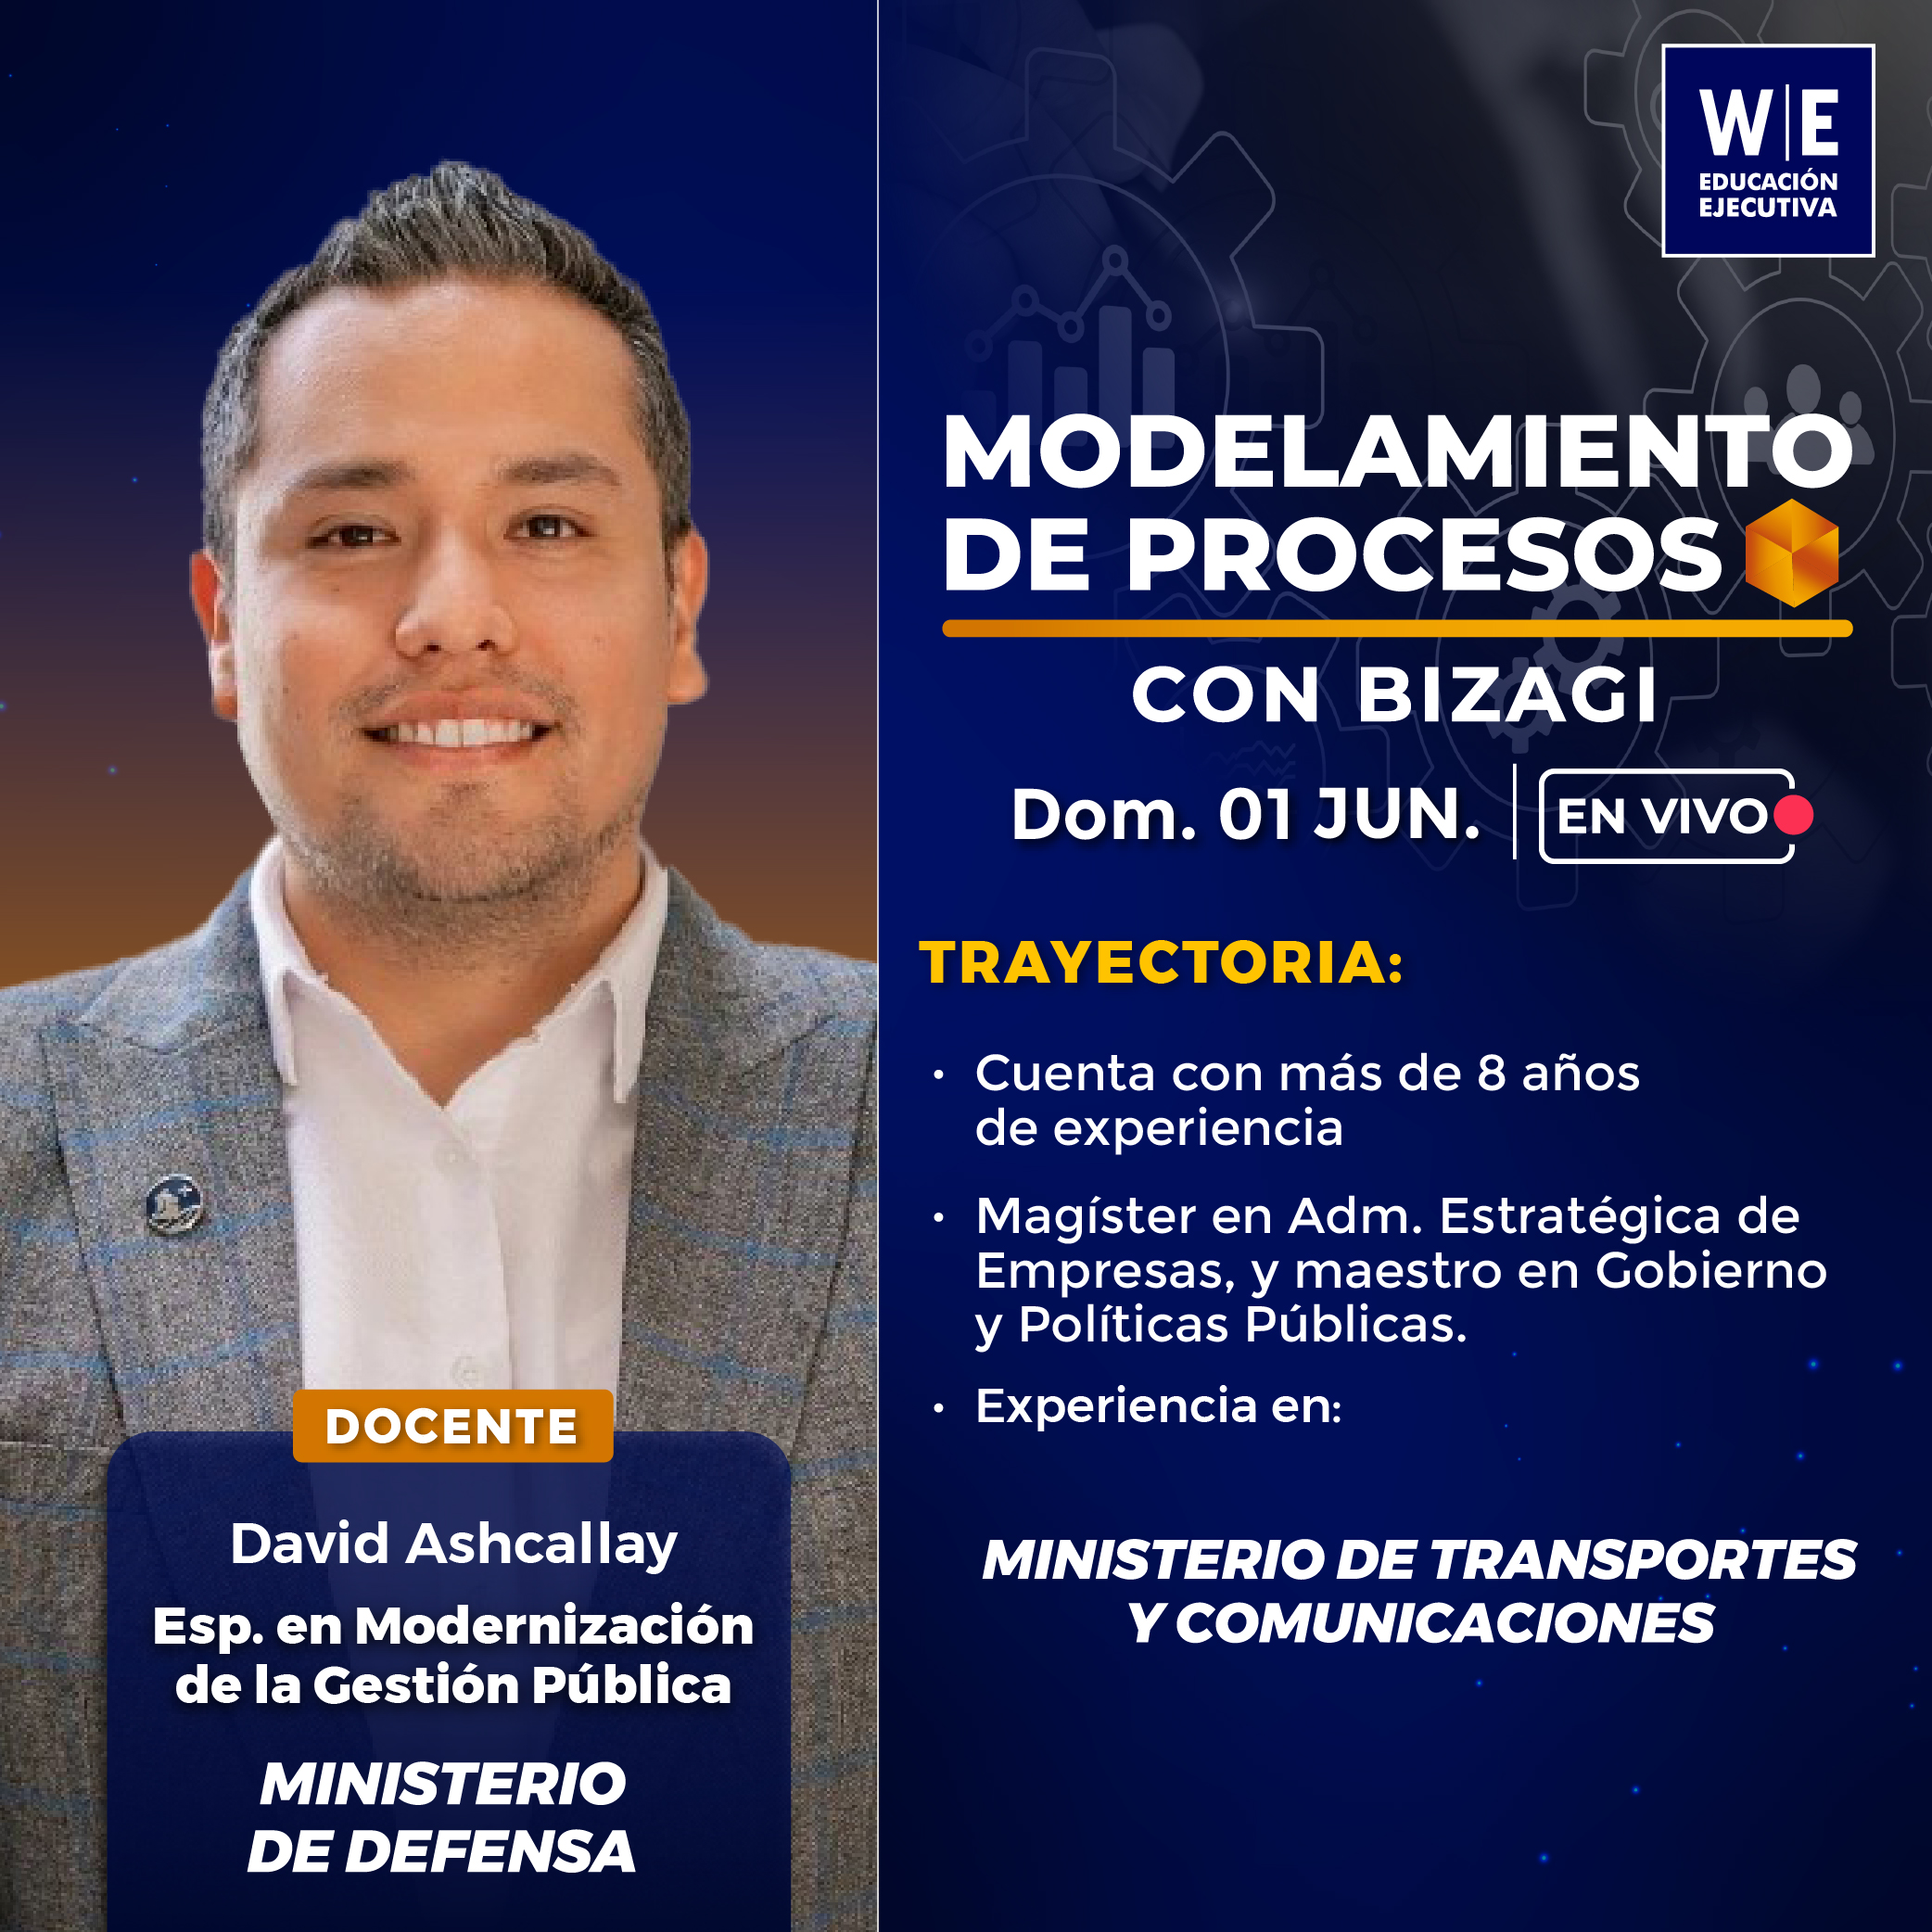 W|E
EDUCACIÓN
EJECUTIVA
MODELAMIENTO
DE PROCESOS
CON BIZAGI
Dom. 01 JUN.
EN VIVO
TRAYECTORIA:
• Cuenta con más de 8 años
de experiencia
• Magíster en Adm. Estratégica de
Empresas, y maestro en Gobierno
y Políticas Públicas.
• Experiencia en:
MINISTERIO DE TRANSPORTES
Y COMUNICACIONES
DOCENTE
David Ashcallay
Esp. en Modernización
de la Gestión Pública
MINISTERIO
DE DEFENSA